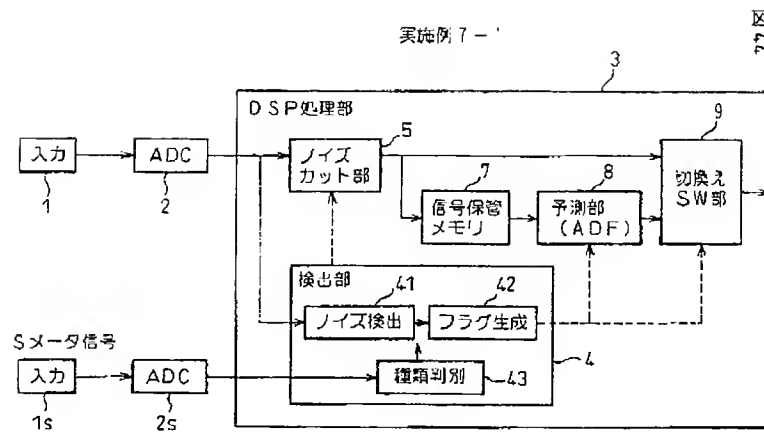 実施例7-1
図
3
DSP処理部
5
9
入力
ADC
ノイズ
カット部
切換え
SW部
1
2
7
8
信号保管
メモリ
予測部
(ADF)
検出部
41
42
ノイズ検出
フラグ生成
Sメータ信号
入力
ADC
種類判別
43
4
1s
2s